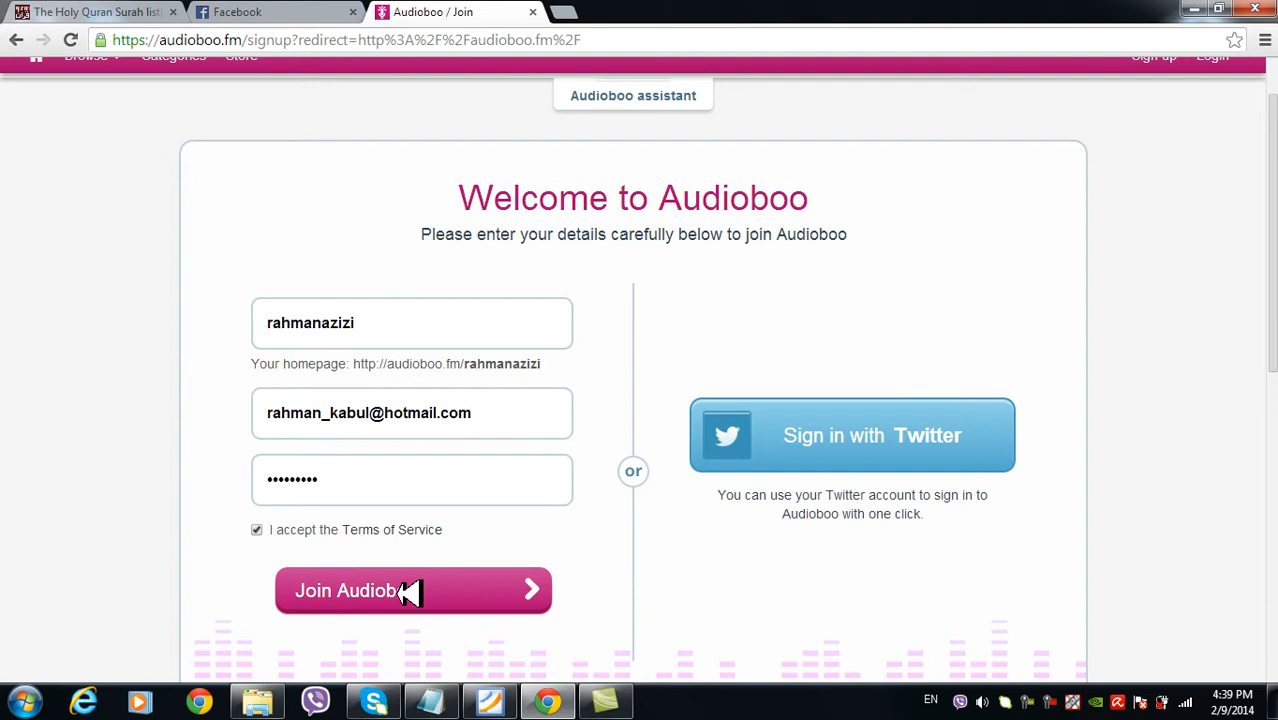 The Holy Quran Surah list
Facebook
Audioboo / Join
https://audioboo.fm/signup?redirect=http%3A%2F%2Faudioboo.fm%2F
Browse
Categories
Store
Sign up
Login
Audioboo assistant
Welcome to Audioboo
Please enter your details carefully below to join Audioboo
rahmanazizi
Your homepage: http://audioboo.fm/rahmanazizi
rahman_kabul@hotmail.com
•••••••••
I accept the Terms of Service
Join Audiob
or
Sign in with Twitter
You can use your Twitter account to sign in to
Audioboo with one click.
EN
4:39 PM
2/9/2014